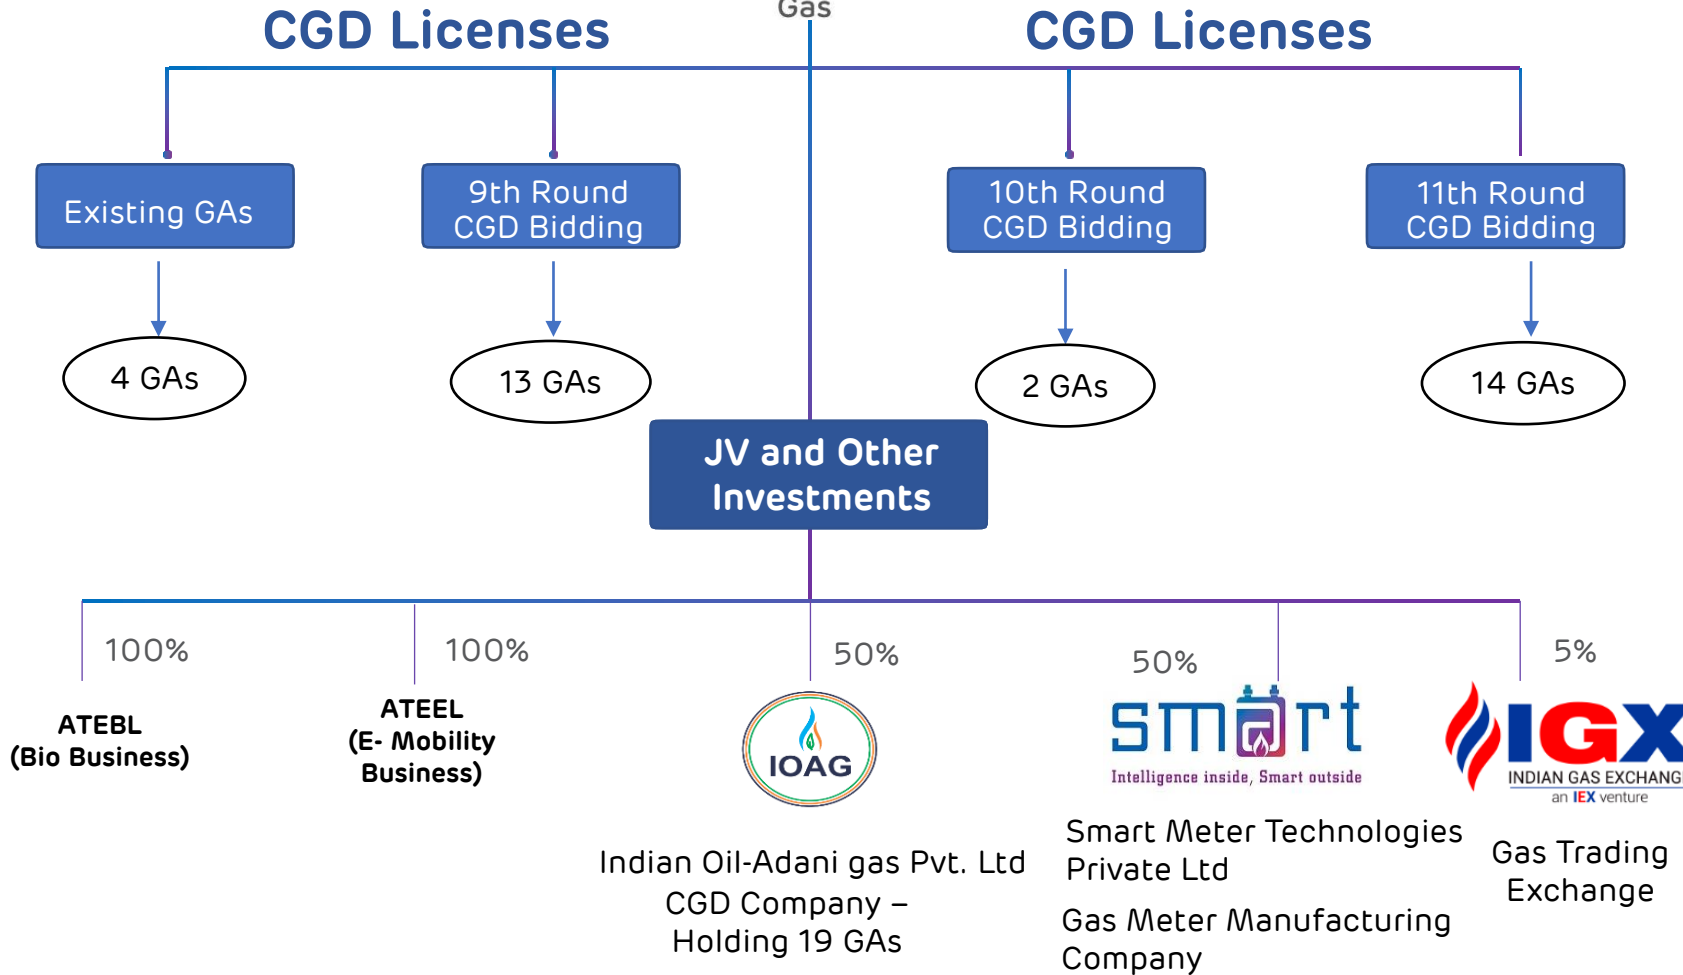 Gas
CGD Licenses
CGD Licenses
Existing GAs
9th Round
CGD Bidding
10th Round
CGD Bidding
11th Round
CGD Bidding
4 GAs
13 GAs
2 GAs
14 GAs
JV and Other
Investments
100%
100%
50%
50%
5%
ATEBL
(Bio Business)
ATEEL
(E- Mobility
Business)
IOAG
smart
Intelligence inside, Smart outside
IGX
INDIAN GAS EXCHANGE
an IEX venture
Indian Oil-Adani gas Pvt. Ltd
CGD Company –
Holding 19 GAs
Smart Meter Technologies
Private Ltd
Gas Meter Manufacturing
Company
Gas Trading
Exchange